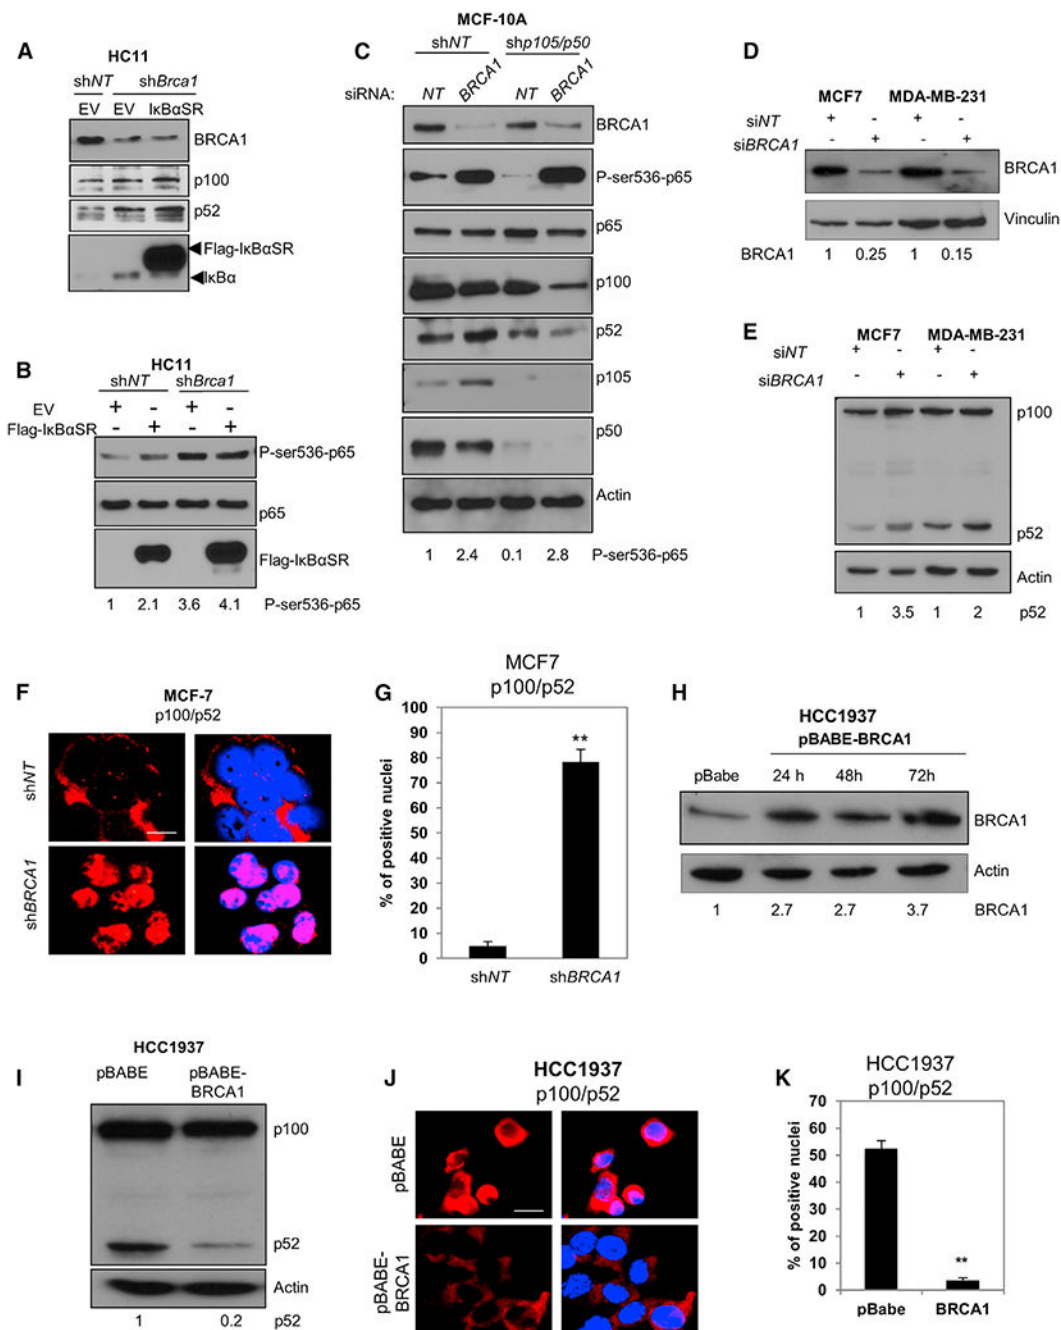 A
HC11
shNT shBrca1
EV EV IκBαSR
BRCA1
p100
p52
Flag-IκBαSR
IκBα
B
HC11
shNT shBrca1
EV + - + -
Flag-IκBαSR - + - +
P-ser536-p65
p65
Flag-IκBαSR
1 2.1 3.6 4.1 P-ser536-p65
C
MCF-10A
shNT shp105/p50
siRNA: NT BRCA1 NT BRCA1
BRCA1
P-ser536-p65
p65
p100
p52
p105
p50
Actin
1 2.4 0.1 2.8 P-ser536-p65
D
MCF7 MDA-MB-231
siNT + - + -
siBRCA1 - + - +
BRCA1
Vinculin
BRCA1 1 0.25 1 0.15
E
MCF7 MDA-MB-231
siNT + - + -
siBRCA1 - + - +
p100
p52
Actin
1 3.5 1 2 p52
F
MCF-7
p100/p52
shNT
shBRCA1
G
MCF7
p100/p52
% of positive nuclei
100
90
80
70
60
50
40
30
20
10
0
**
shNT shBRCA1
H
HCC1937
pBABE-BRCA1
pBabe 24 h 48h 72h
BRCA1
Actin
1 2.7 2.7 3.7 BRCA1
I
HCC1937
pBABE pBABE-
BRCA1
p100
p52
Actin
1 0.2 p52
J
HCC1937
p100/p52
pBABE
pBABE-
BRCA1
K
HCC1937
p100/p52
% of positive nuclei
70
60
50
40
30
20
10
0
**
pBabe BRCA1